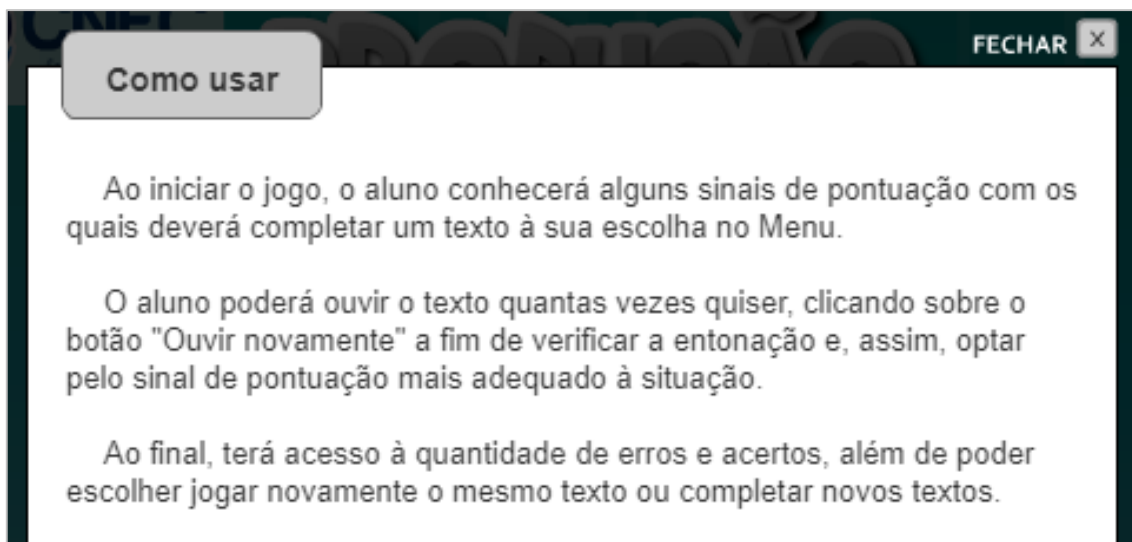 FECHAR
Como usar
Ao iniciar o jogo, o aluno conhecerá alguns sinais de pontuação com os
quais deverá completar um texto à sua escolha no Menu.
O aluno poderá ouvir o texto quantas vezes quiser, clicando sobre o
botão "Ouvir novamente" a fim de verificar a entonação e, assim, optar
pelo sinal de pontuação mais adequado à situação.
Ao final, terá acesso à quantidade de erros e acertos, além de poder
escolher jogar novamente o mesmo texto ou completar novos textos.